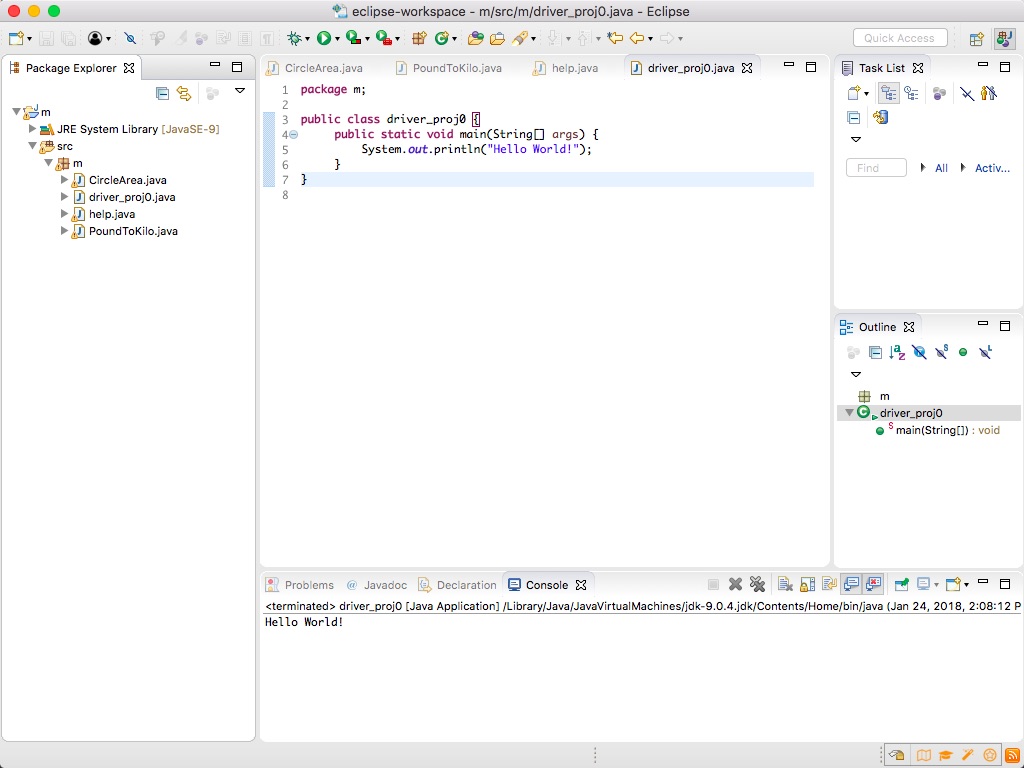 eclipse-workspace - m/src/m/driver_proj0.java - Eclipse
Quick Access
Package Explorer
m
JRE System Library [JavaSE-9]
src
m
CircleArea.java
driver_proj0.java
help.java
PoundToKilo.java
CircleArea.java PoundToKilo.java help.java driver_proj0.java
1 package m;
2
3 public class driver_proj0 {
4 public static void main(String[] args) {
5 System.out.println("Hello World!");
6 }
7 }
8
Task List
Find All Activ...
Outline
m
driver_proj0
main(String[]) : void
Problems @ Javadoc Declaration Console
<terminated> driver_proj0 [Java Application] /Library/Java/JavaVirtualMachines/jdk-9.0.4.jdk/Contents/Home/bin/java (Jan 24, 2018, 2:08:12 P
Hello World!